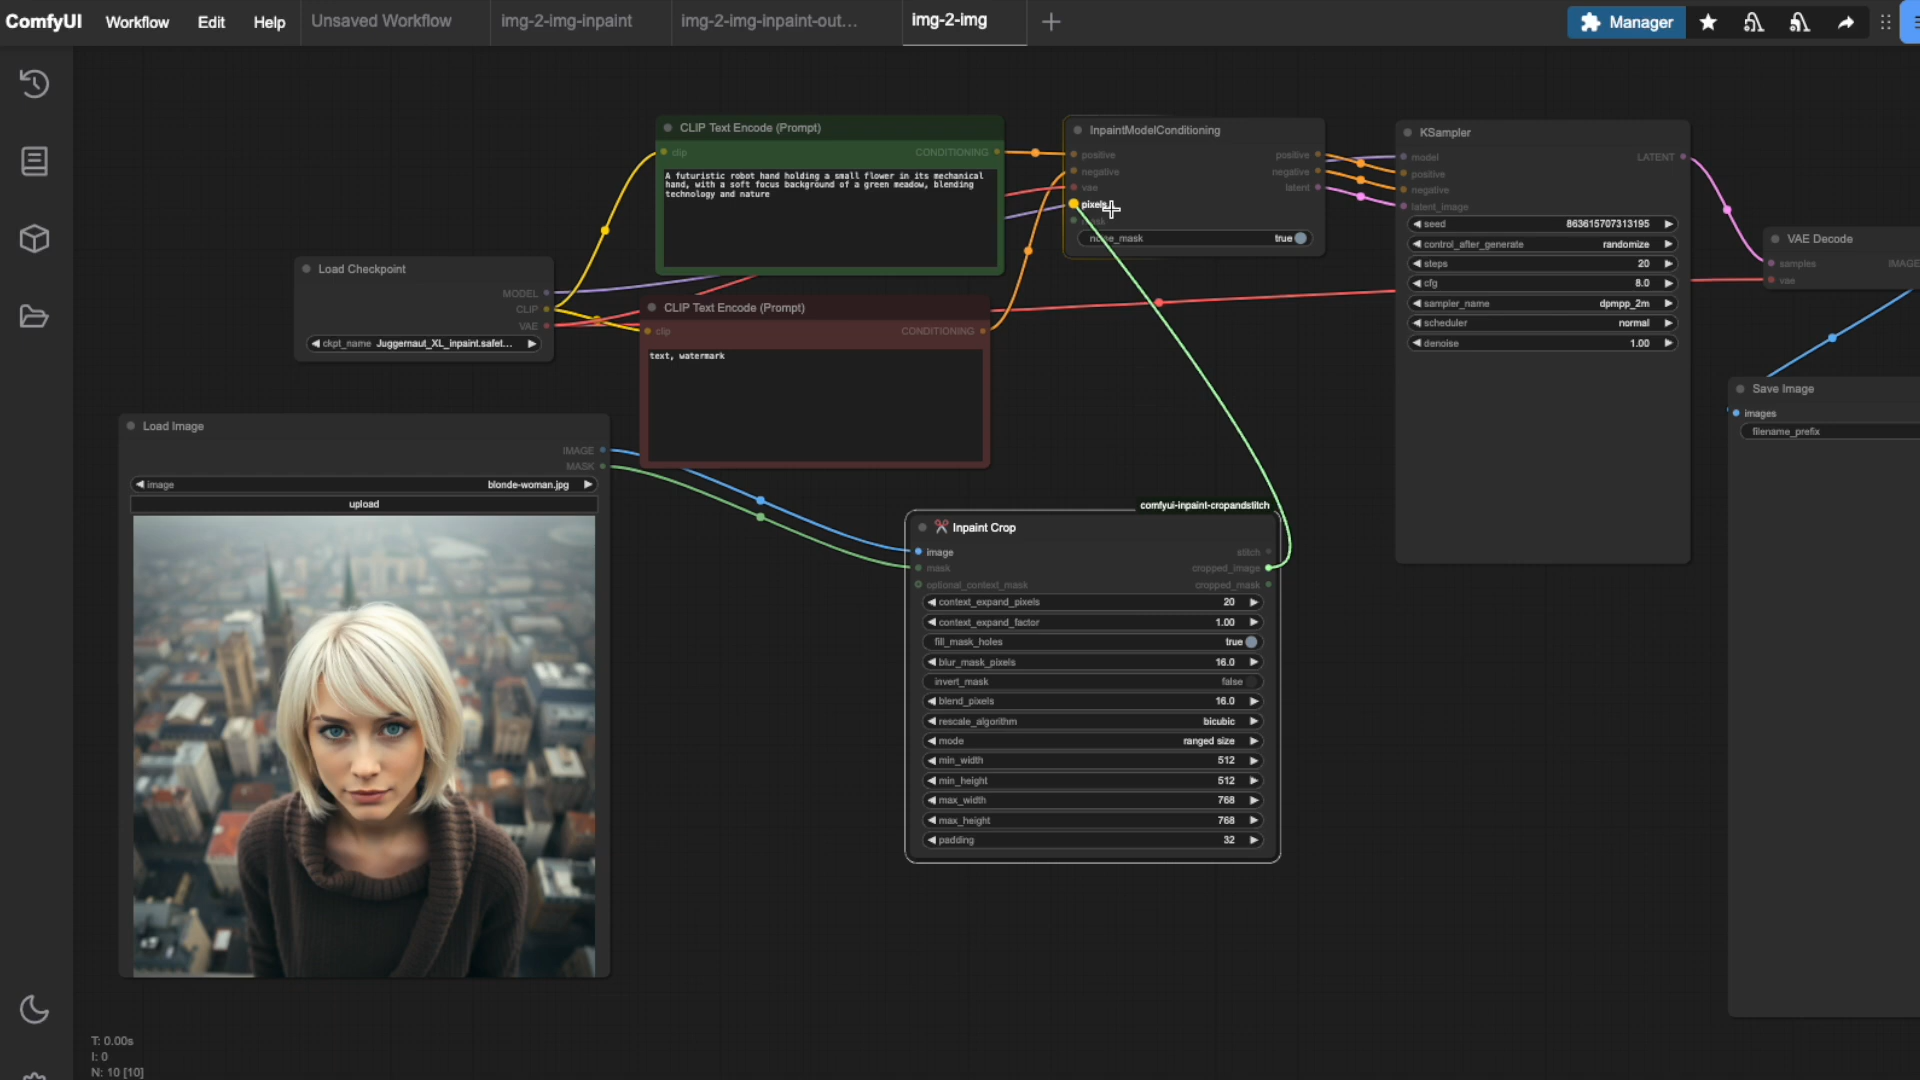 ComfyUI
Workflow
Edit
Help
Unsaved Workflow
img-2-img-inpaint
img-2-img-inpaint-out...
img-2-img
Manager
CLIP Text Encode (Prompt)
clip
CONDITIONING
A futuristic robot hand holding a small flower in its mechanical
hand, with a soft focus background of a green meadow, blending
technology and nature
InpaintModelConditioning
positive
positive
negative
negative
vae
latent
pixels
mask
true
KSampler
model
LATENT
positive
negative
latent_image
seed
863615707313195
control_after_generate
randomize
steps
20
cfg
8.0
sampler_name
dpmpp_2m
scheduler
normal
denoise
1.00
VAE Decode
samples
IMAGE
vae
Load Checkpoint
MODEL
CLIP
VAE
ckpt_name
Juggernaut_XL_inpaint.safet...
CLIP Text Encode (Prompt)
clip
CONDITIONING
text, watermark
Save Image
images
filename_prefix
Load Image
IMAGE
MASK
image
blonde-woman.jpg
upload
comfyui-inpaint-cropandstitch
Inpaint Crop
image
stitch
mask
cropped_image
optional_context_mask
cropped_mask
context_expand_pixels
20
context_expand_factor
1.00
fill_mask_holes
true
blur_mask_pixels
16.0
invert_mask
false
blend_pixels
16.0
rescale_algorithm
bicubic
mode
ranged size
min_width
512
min_height
512
max_width
768
max_height
768
padding
32
T: 0.00s
I: 0
N: 10 [10]